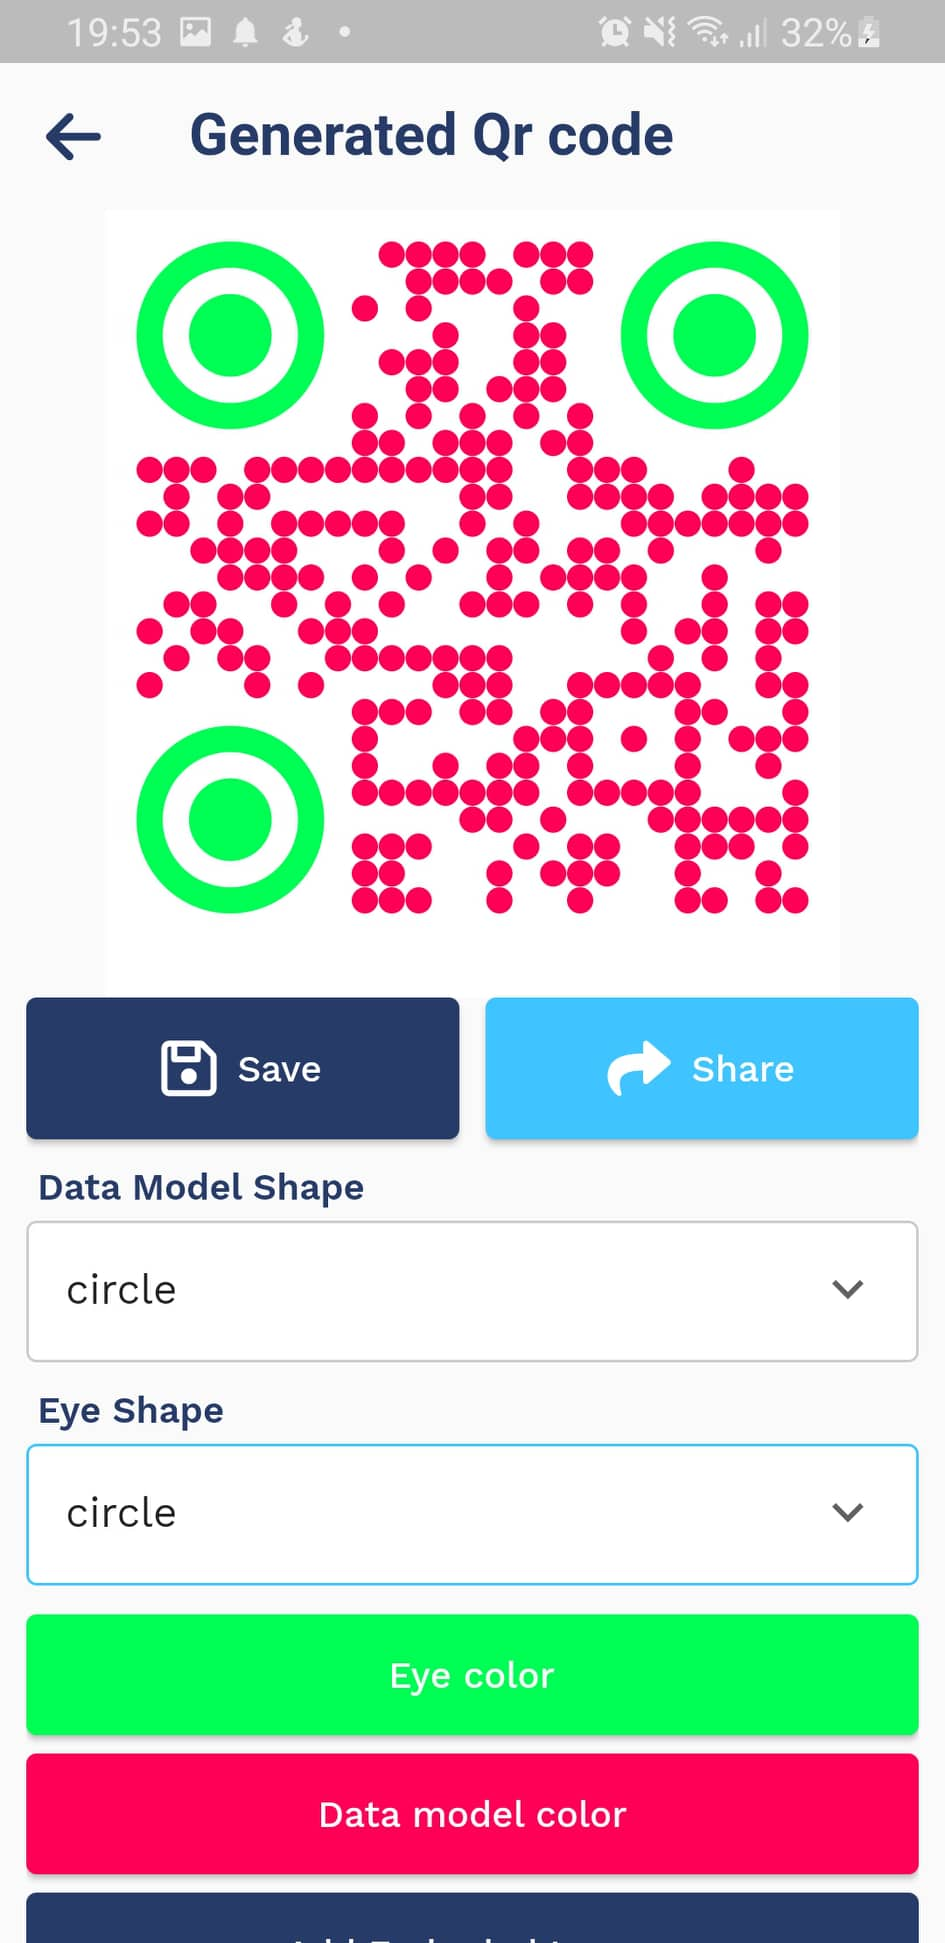 19:53 32%
Generated Qr code
Save
Share
Data Model Shape
circle
Eye Shape
circle
Eye color
Data model color